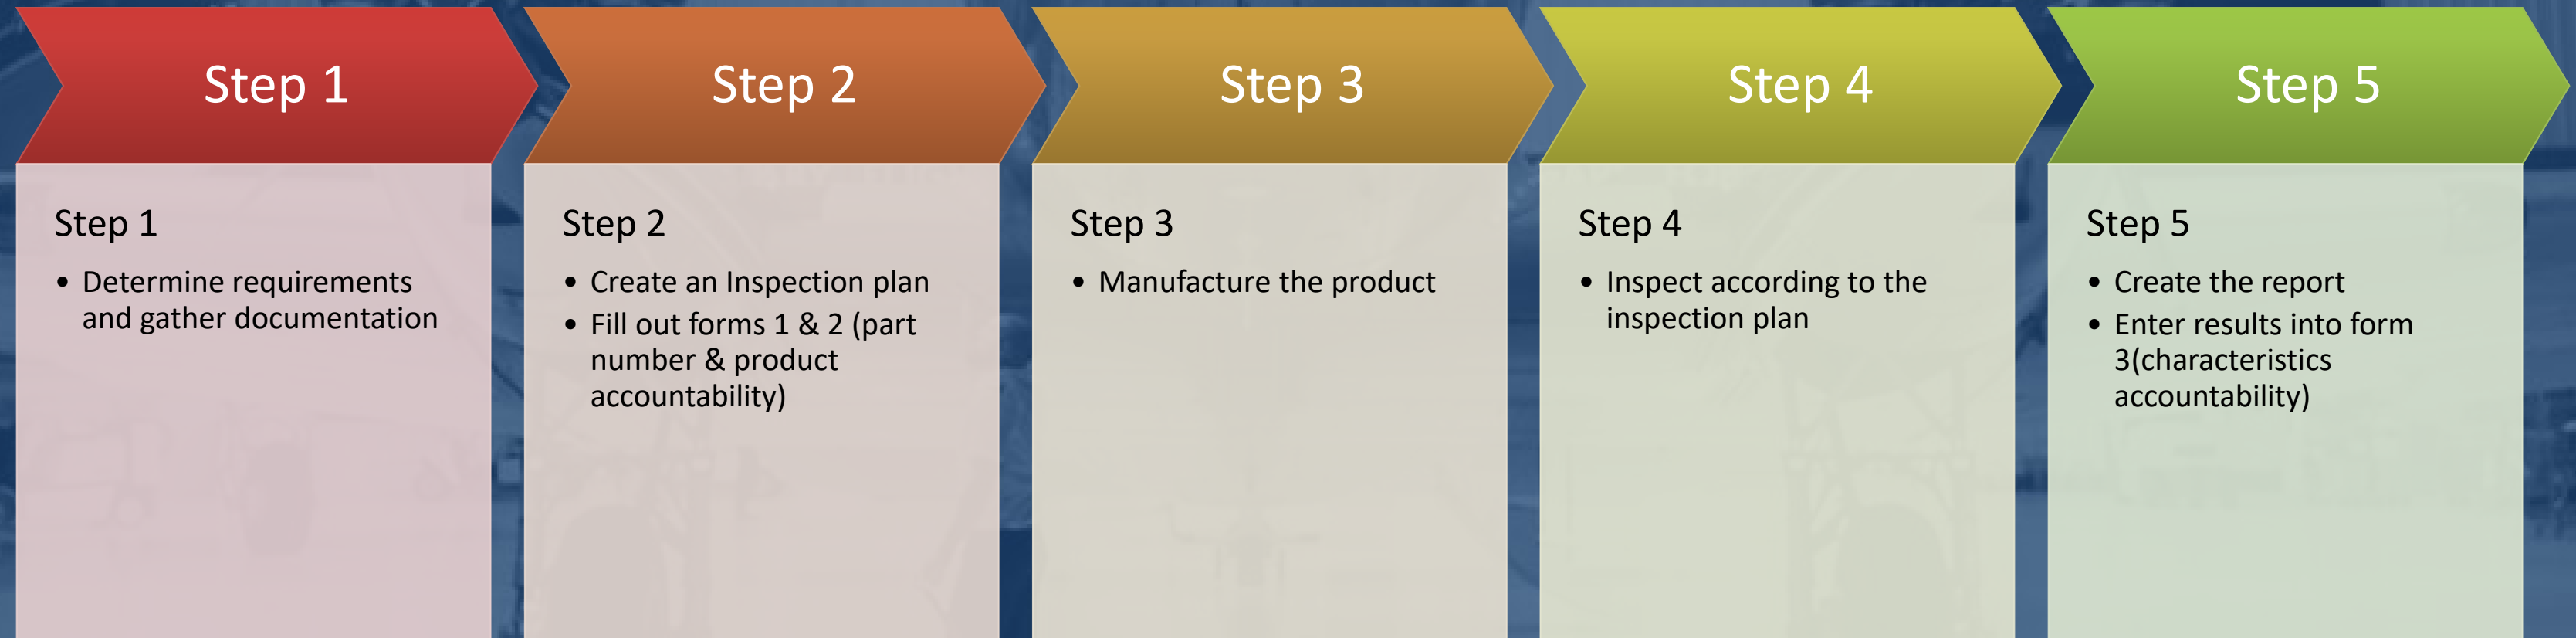 Step 1
Step 2
Step 3
Step 4
Step 5
Step 1
• Determine requirements
and gather documentation
Step 2
• Create an Inspection plan
• Fill out forms 1 & 2 (part
number & product
accountability)
Step 3
• Manufacture the product
Step 4
• Inspect according to the
inspection plan
Step 5
• Create the report
• Enter results into form
3(characteristics
accountability)